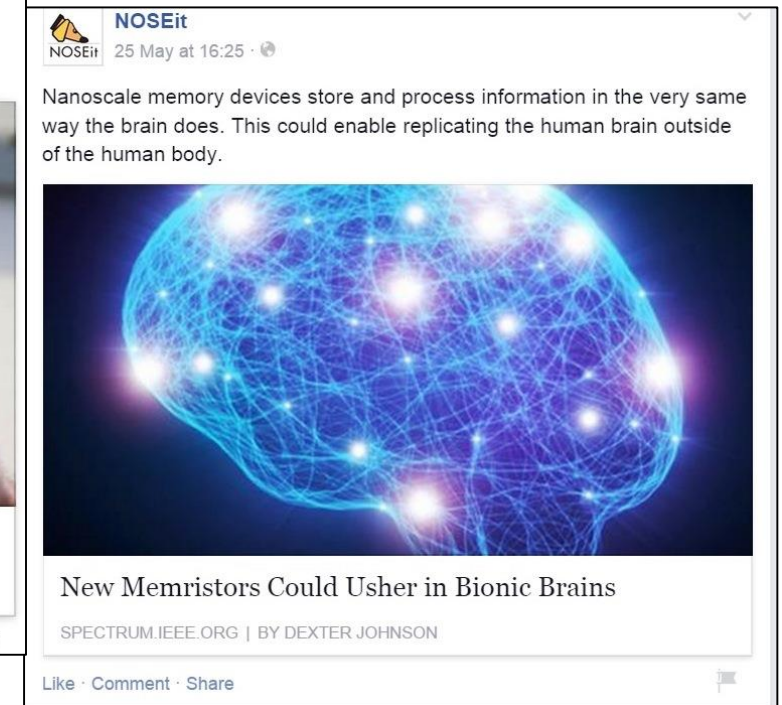 NOSEit
NOSEit
25 May at 16:25 ·
Nanoscale memory devices store and process information in the very same
way the brain does. This could enable replicating the human brain outside
of the human body.
New Memristors Could Usher in Bionic Brains
SPECTRUM.IEEE.ORG | BY DEXTER JOHNSON
Like · Comment · Share